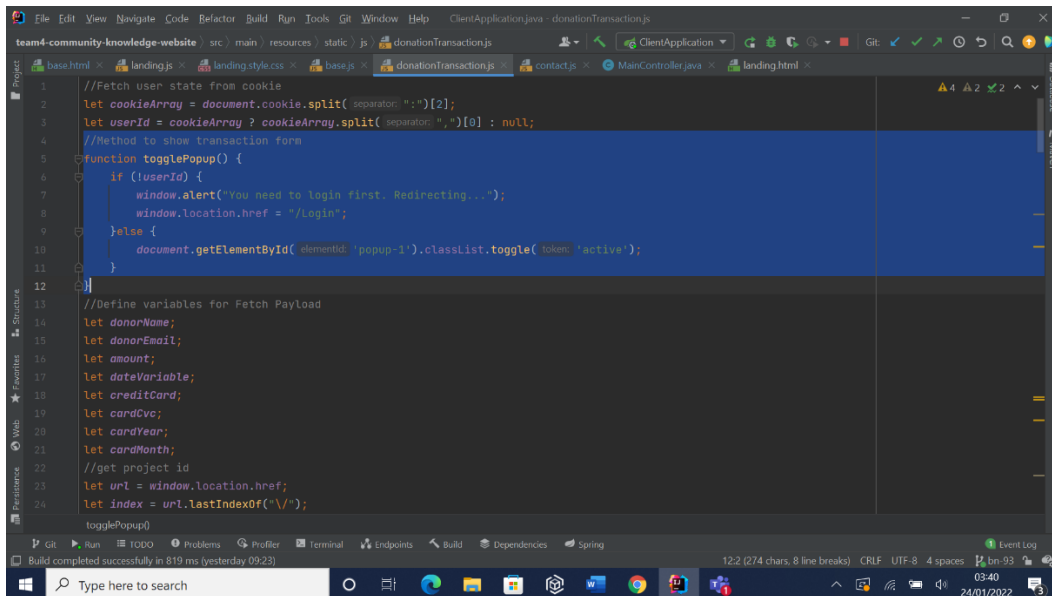 File Edit View Navigate Code Refactor Build Run Tools Git Window Help ClientApplication.java - donationTransaction.js
team4-community-knowledge-website src main resources static js donationTransaction.js ClientApplication Git:
base.html landing.js landing.style.css base.js donationTransaction.js contact.js MainController.java landing.html
Project
4 2 2
1 //Fetch user state from cookie
2 let cookieArray = document.cookie.split( separator: ":")[2];
3 let userId = cookieArray ? cookieArray.split( separator: ",")[0] : null;
4 //Method to show transaction form
5 function togglePopup() {
6 if (!userId) {
7 window.alert("You need to login first. Redirecting...");
8 window.location.href = "/Login";
9 }else {
10 document.getElementById( elementId: 'popup-1').classList.toggle( token: 'active');
11 }
12 }
13 //Define variables for Fetch Payload
14 let donorName;
15 let donorEmail;
16 let amount;
17 let dateVariable;
18 let creditCard;
19 let cardCvc;
20 let cardYear;
21 let cardMonth;
22 //get project id
23 let url = window.location.href;
24 let index = url.lastIndexOf("\/");
Structure
Favorites
Web
Persistence
togglePopup()
Git Run TODO Problems Profiler Terminal Endpoints Build Dependencies Spring 1 Event Log
Build completed successfully in 819 ms (yesterday 09:23) 12:2 (274 chars, 8 line breaks) CRLF UTF-8 4 spaces bn-93
Type here to search
03:40
24/01/2022
3